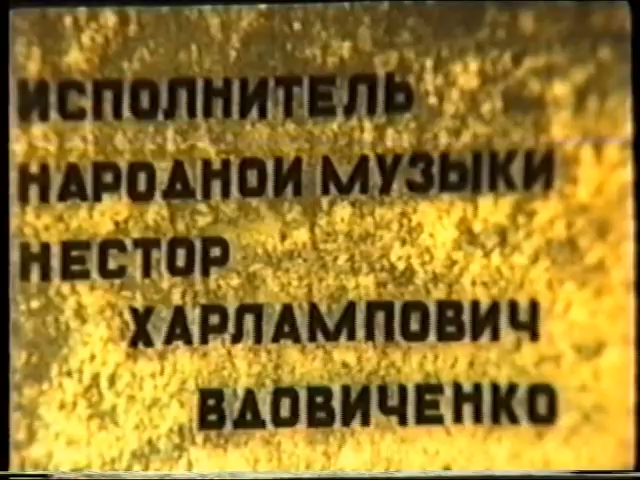 ИСПОЛНИТЕЛЬ
НАРОДНОЙ МУЗЫКИ
НЕСТОР
ХАРЛАМПОВИЧ
ВДОВИЧЕНКО